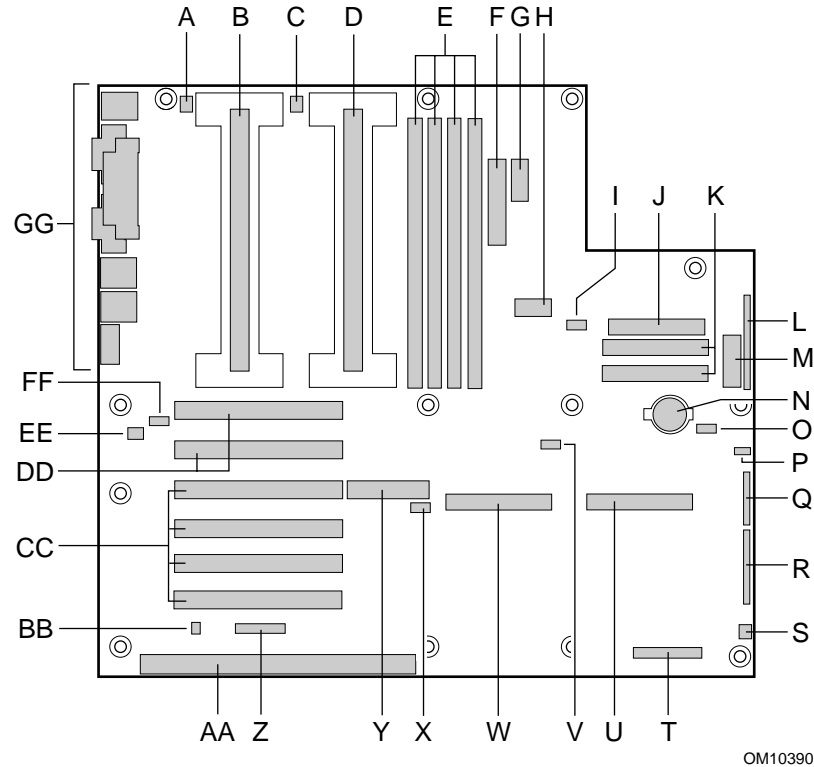 A B C D E F G H
I J K
GG
L
M
FF
N
EE
O
DD
P
Q
CC
R
BB
S
AA Z Y X W V U T
OM10390